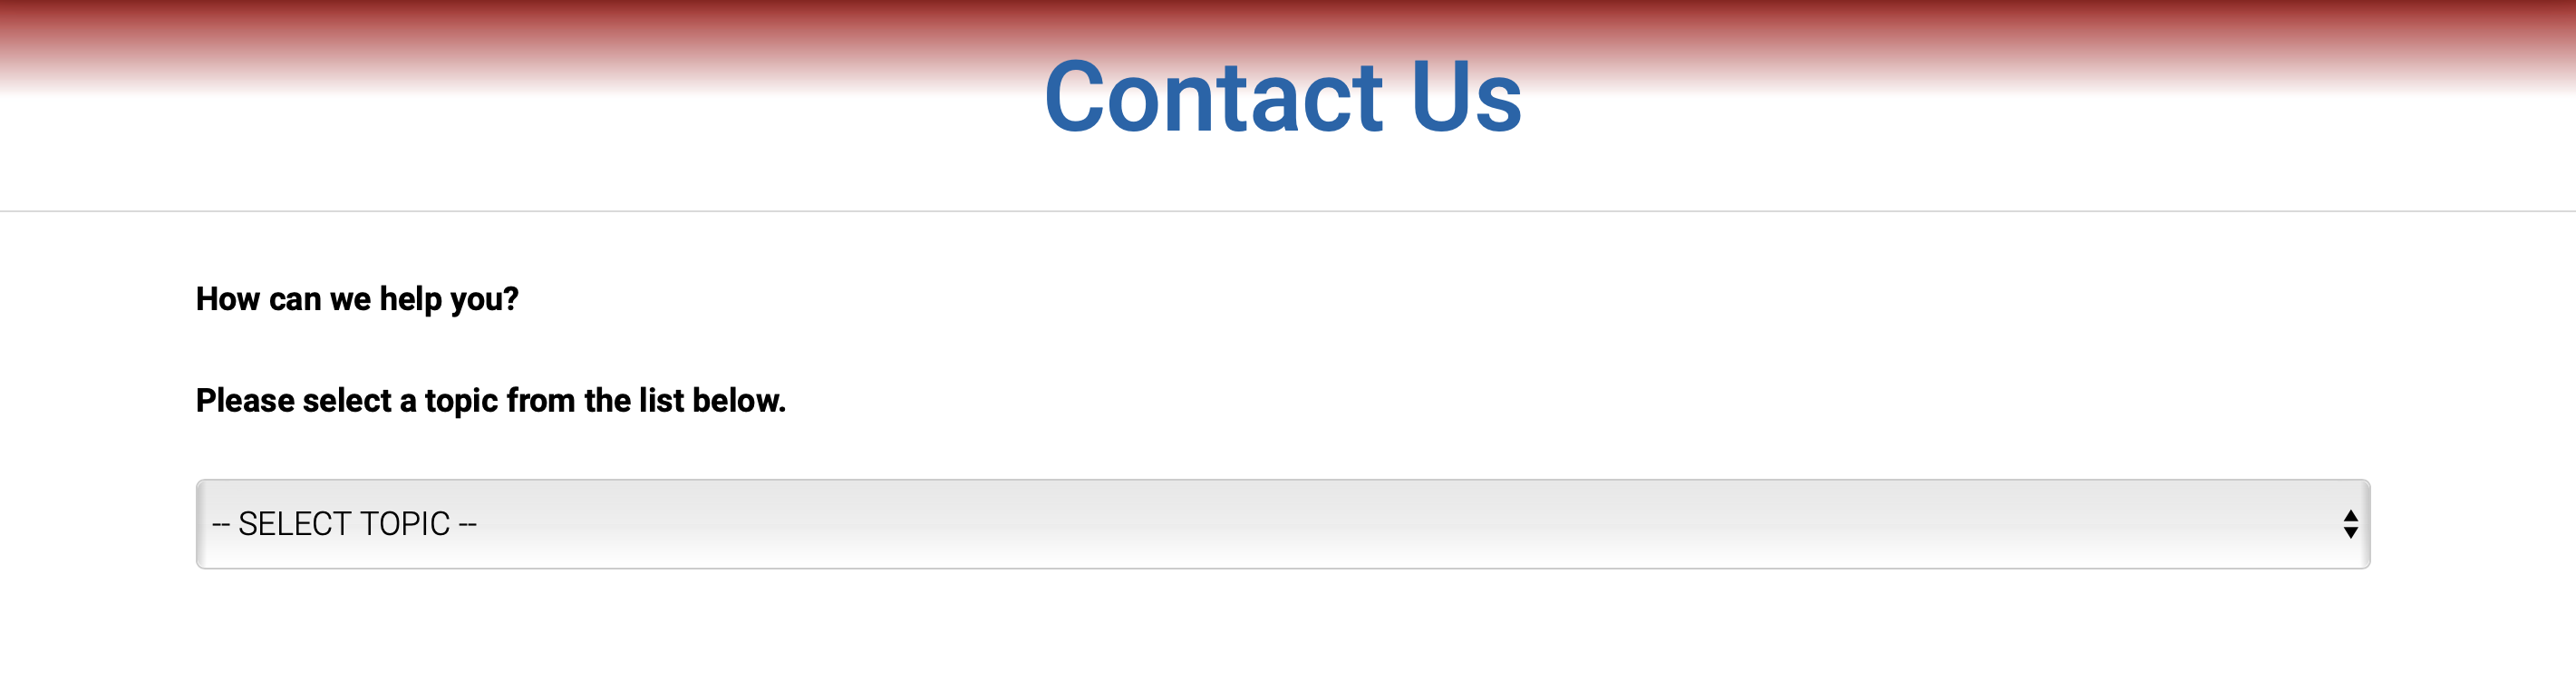 Contact Us
How can we help you?
Please select a topic from the list below.
-- SELECT TOPIC --